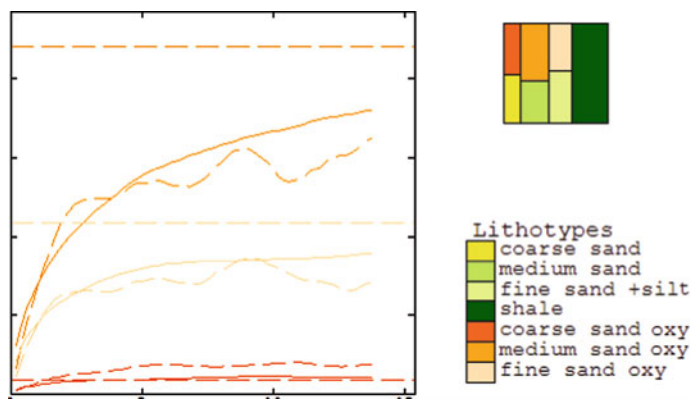 Lithotypes
coarse sand
medium sand
fine sand +silt
shale
coarse sand oxy
medium sand oxy
fine sand oxy